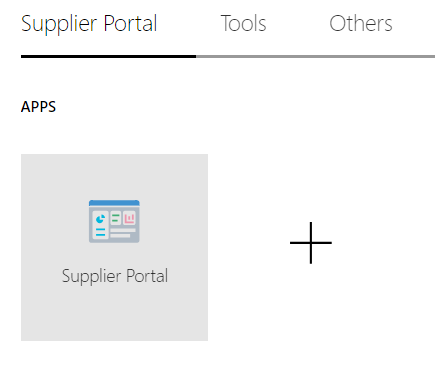 Supplier Portal Tools Others
APPS
Supplier Portal